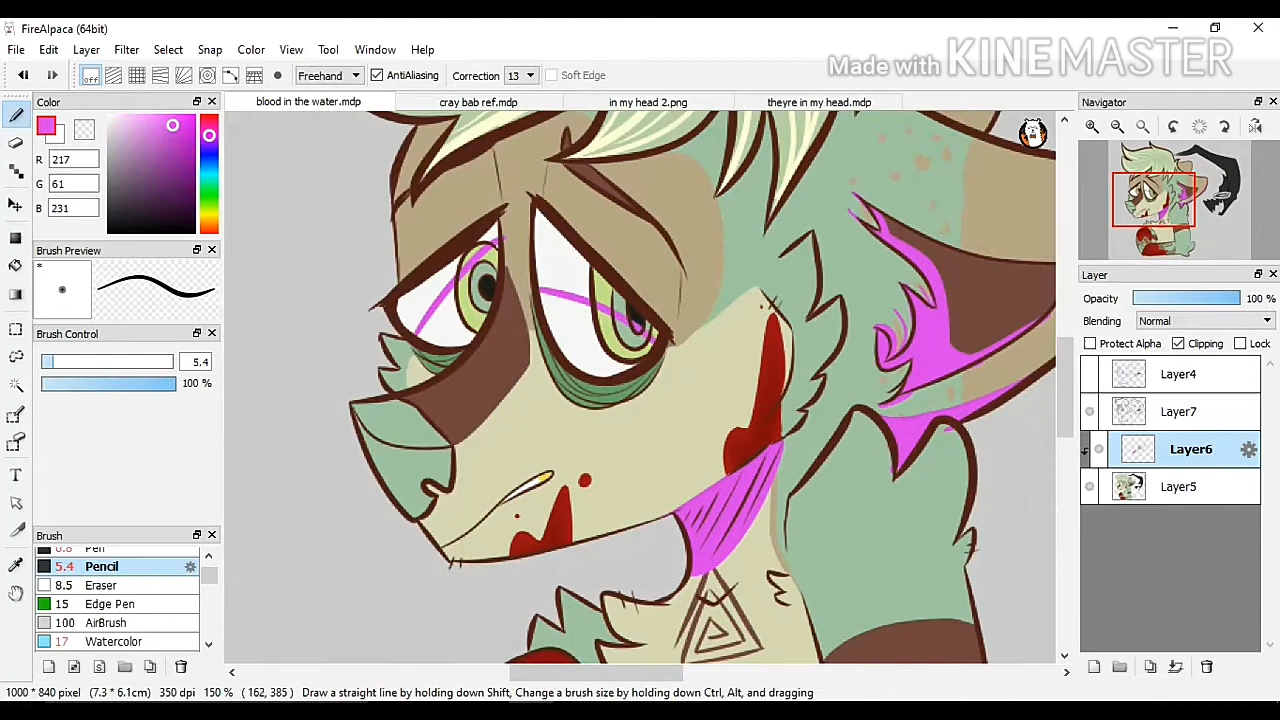 FireAlpaca (64bit)
File Edit Layer Filter Select Snap Color View Tool Window Help
Made with KINEMASTER
off Freehand AntiAliasing Correction 13 Soft Edge
Color
blood in the water.mdp cray bab ref.mdp in my head 2.png theyre in my head.mdp
Navigator
R 217
G 61
B 231
Brush Preview
*
Layer
Opacity 100 %
Blending Normal
Brush Control
Protect Alpha Clipping Lock
5.4
100 %
Layer4
Layer7
Layer6
Layer5
Brush
Pen
5.4 Pencil
8.5 Eraser
15 Edge Pen
100 AirBrush
17 Watercolor
1000 * 840 pixel (7.3 * 6.1cm) 350 dpi 150 % ( 162, 385 ) Draw a straight line by holding down Shift, Change a brush size by holding down Ctrl, Alt, and dragging